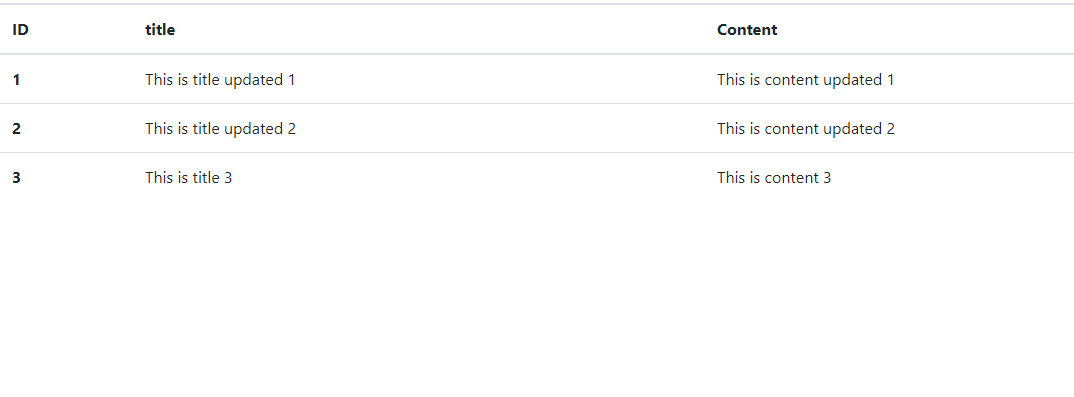 ID title Content
1 This is title updated 1 This is content updated 1
2 This is title updated 2 This is content updated 2
3 This is title 3 This is content 3